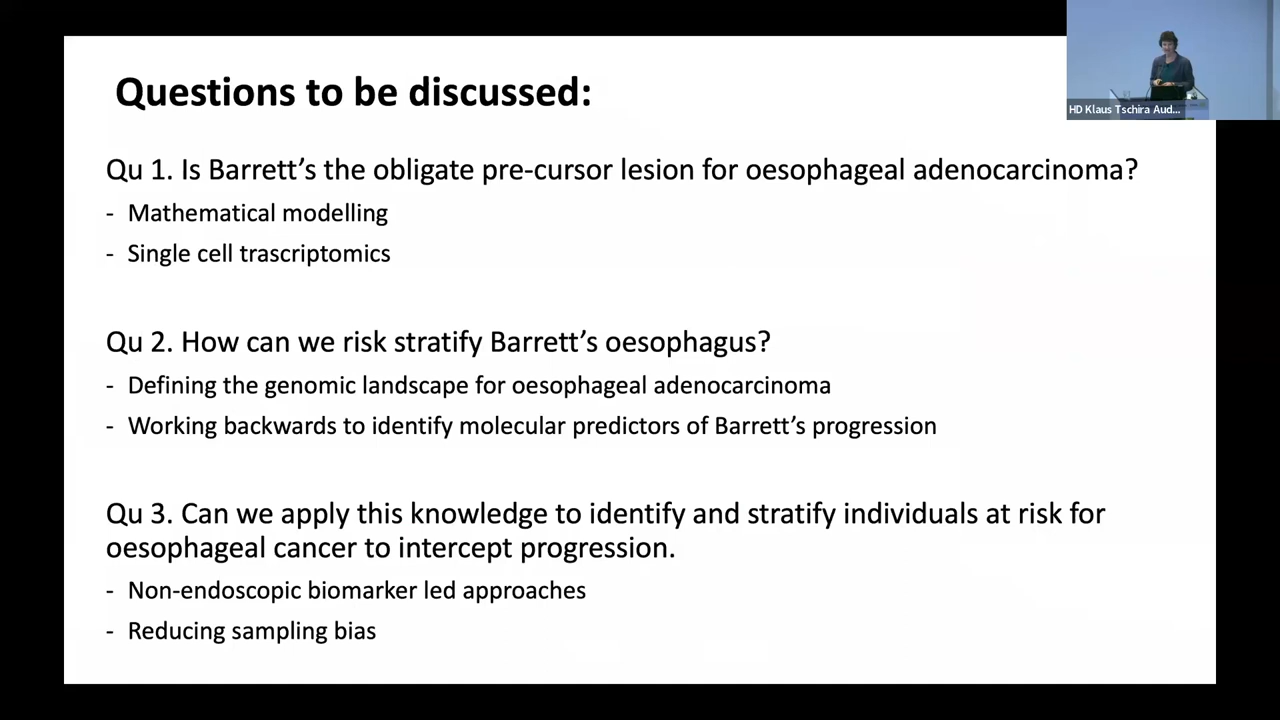 Questions to be discussed:
HD Klaus Tschira Aud...
Qu 1. Is Barrett’s the obligate pre-cursor lesion for oesophageal adenocarcinoma?
- Mathematical modelling
- Single cell trascriptomics
Qu 2. How can we risk stratify Barrett’s oesophagus?
- Defining the genomic landscape for oesophageal adenocarcinoma
- Working backwards to identify molecular predictors of Barrett’s progression
Qu 3. Can we apply this knowledge to identify and stratify individuals at risk for
oesophageal cancer to intercept progression.
- Non-endoscopic biomarker led approaches
- Reducing sampling bias